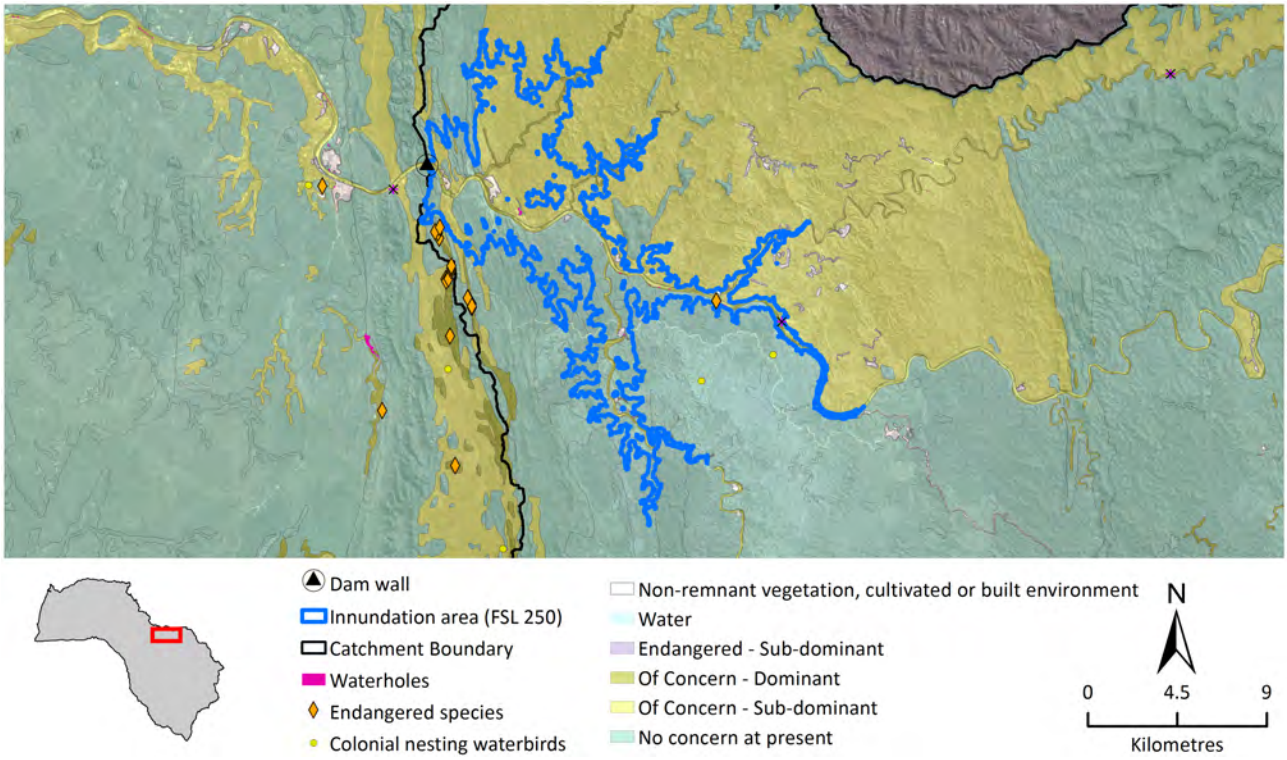 Dam wall
Innundation area (FSL 250)
Catchment Boundary
Waterholes
Endangered species
Colonial nesting waterbirds
Non-remnant vegetation, cultivated or built environment
Water
Endangered - Sub-dominant
Of Concern - Dominant
Of Concern - Sub-dominant
No concern at present
N
0 4.5 9
Kilometres